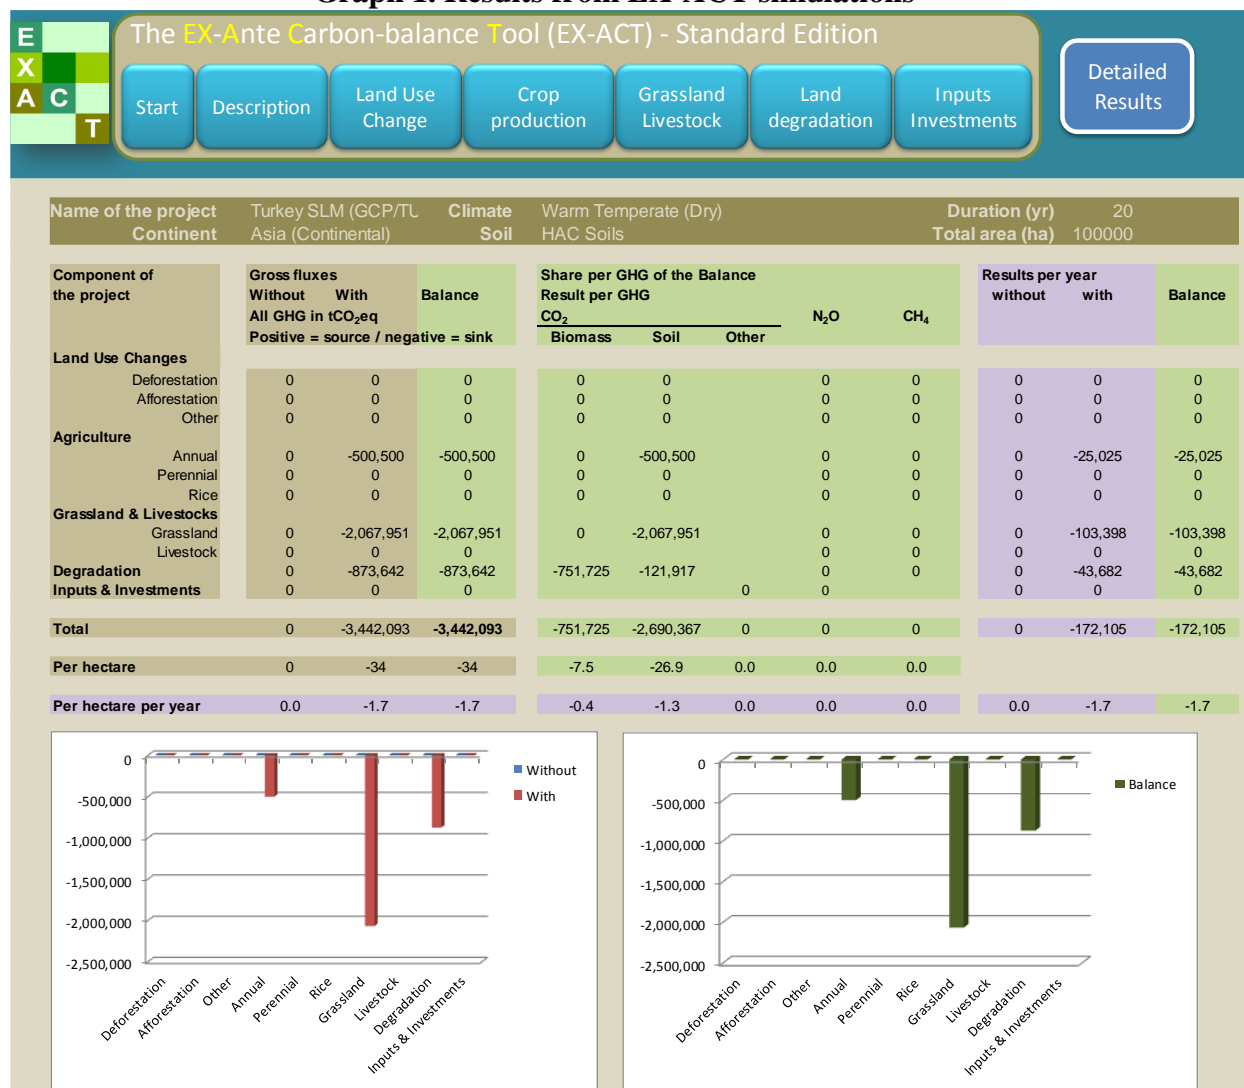 Graph 1: Results from EX-ACT simulations
E
X
A C
T
The EX-Ante Carbon-balance Tool (EX-ACT) - Standard Edition
Start Description Land Use Change Crop production Grassland Livestock Land degradation Inputs Investments Detailed Results
Name of the project Turkey SLM (GCP/TU Climate Warm Temperate (Dry) Duration (yr) 20
Continent Asia (Continental) Soil HAC Soils Total area (ha) 100000
Component of Gross fluxes Share per GHG of the Balance Results per year
the project Without With Balance Result per GHG without with Balance
All GHG in tCO₂eq CO₂ N₂O CH₄
Positive = source / negative = sink Biomass Soil Other
Land Use Changes
Deforestation 0 0 0 0 0 0 0 0 0 0
Afforestation 0 0 0 0 0 0 0 0 0 0
Other 0 0 0 0 0 0 0 0 0 0
Agriculture
Annual 0 -500,500 -500,500 0 -500,500 0 0 0 -25,025 -25,025
Perennial 0 0 0 0 0 0 0 0 0 0
Rice 0 0 0 0 0 0 0 0 0 0
Grassland & Livestocks
Grassland 0 -2,067,951 -2,067,951 0 -2,067,951 0 0 0 -103,398 -103,398
Livestock 0 0 0 0 0 0 0 0
Degradation 0 -873,642 -873,642 -751,725 -121,917 0 0 0 -43,682 -43,682
Inputs & Investments 0 0 0 0 0 0 0 0
Total 0 -3,442,093 -3,442,093 -751,725 -2,690,367 0 0 0 0 -172,105 -172,105
Per hectare 0 -34 -34 -7.5 -26.9 0.0 0.0 0.0
Per hectare per year 0.0 -1.7 -1.7 -0.4 -1.3 0.0 0.0 0.0 0.0 -1.7 -1.7
0
-500,000
-1,000,000
-1,500,000
-2,000,000
-2,500,000
Deforestation
Afforestation
Other
Annual
Perennial
Rice
Grassland
Livestock
Degradation
Inputs & Investments
Without
With
0
-500,000
-1,000,000
-1,500,000
-2,000,000
-2,500,000
Deforestation
Afforestation
Other
Annual
Perennial
Rice
Grassland
Livestock
Degradation
Inputs & Investments
Balance